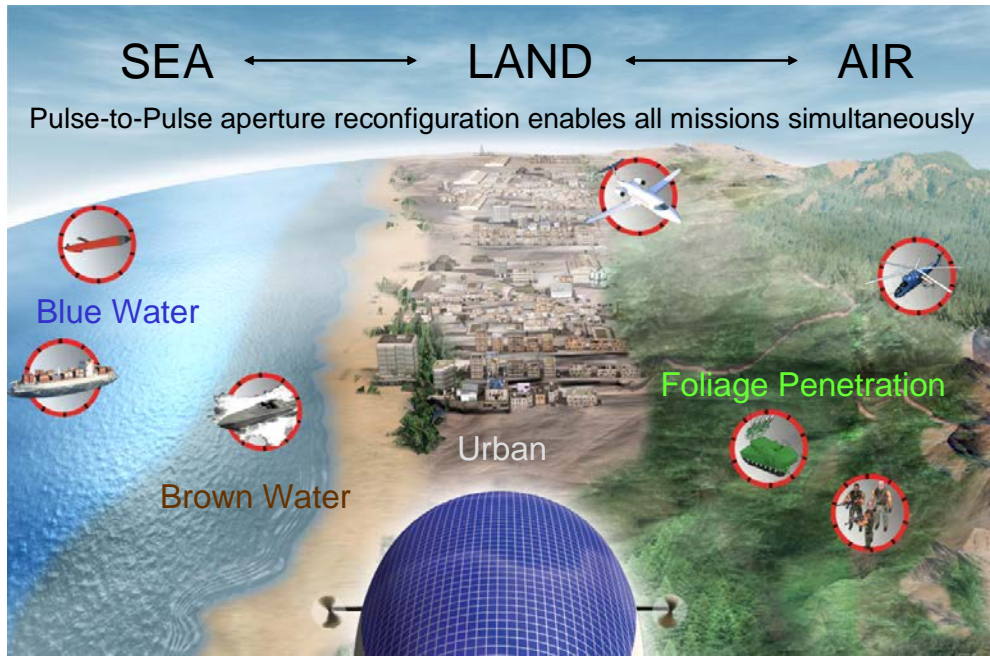 SEA LAND AIR
Pulse-to-Pulse aperture reconfiguration enables all missions simultaneously
Blue Water
Foliage Penetration
Urban
Brown Water